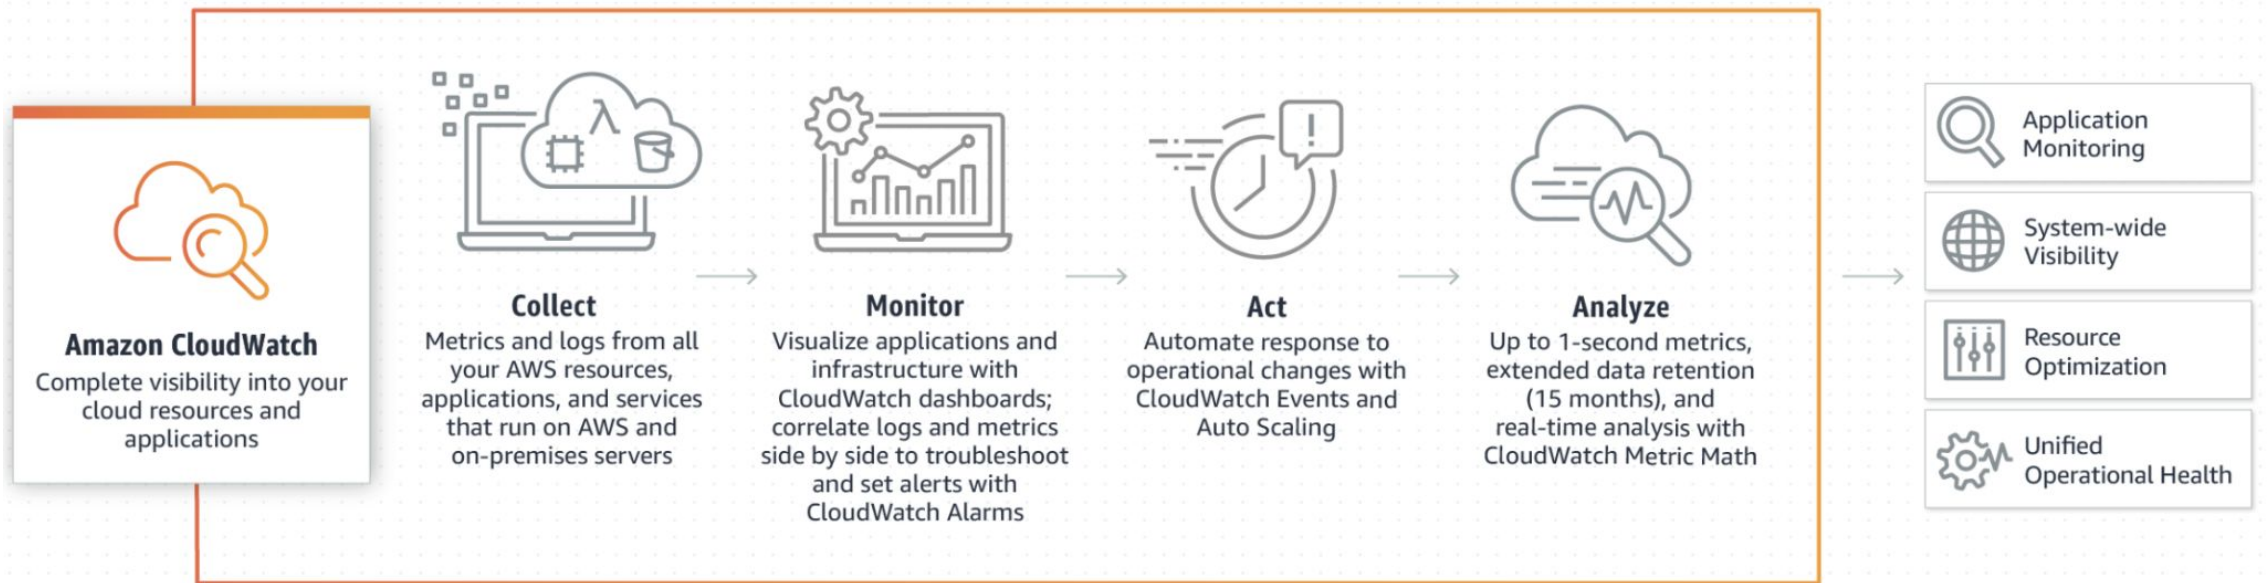 Amazon CloudWatch
Complete visibility into your
cloud resources and
applications
Collect
Metrics and logs from all
your AWS resources,
applications, and services
that run on AWS and
on-premises servers
Monitor
Visualize applications and
infrastructure with
CloudWatch dashboards;
correlate logs and metrics
side by side to troubleshoot
and set alerts with
CloudWatch Alarms
Act
Automate response to
operational changes with
CloudWatch Events and
Auto Scaling
Analyze
Up to 1-second metrics,
extended data retention
(15 months), and
real-time analysis with
CloudWatch Metric Math
Application
Monitoring
System-wide
Visibility
Resource
Optimization
Unified
Operational Health